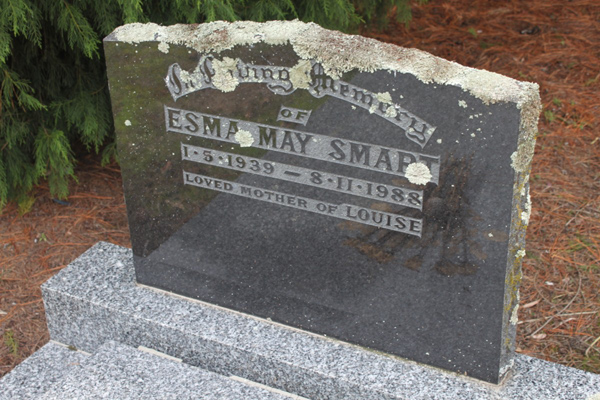 In Loving Memory
OF
ESMA MAY SMART
1·5·1939 — 8·11·1988
LOVED MOTHER OF LOUISE